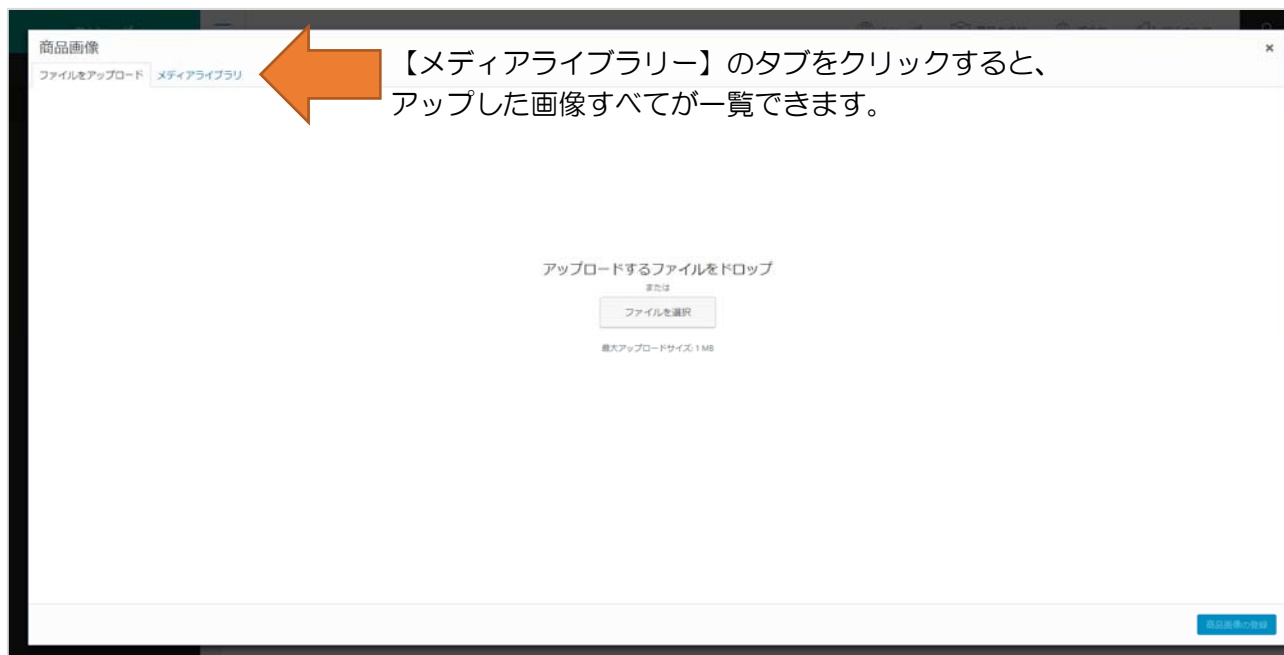 商品画像
ファイルをアップロード メディアライブラリ
【メディアライブラリー】のタブをクリックすると、
アップした画像すべてが一覧できます。
アップロードするファイルをドロップ
または
ファイルを選択
最大アップロードサイズ: 1 MB
商品画像の登録